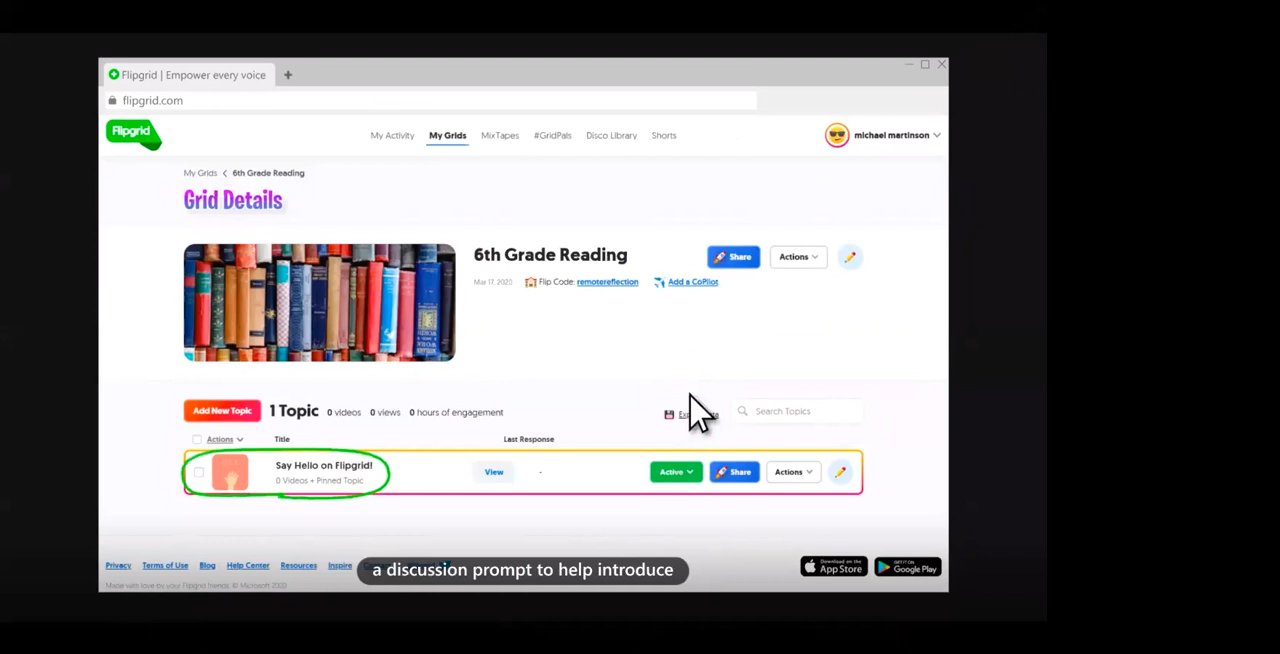 Flipgrid | Empower every voice
flipgrid.com
Flipgrid
My Activity My Grids MixTapes #GridPals Disco Library Shorts michael martinson
My Grids < 6th Grade Reading
Grid Details
6th Grade Reading Share Actions
Mar 17, 2020 Flip Code: remotereflection Add a CoPilot
Add New Topic 1 Topic 0 videos 0 views 0 hours of engagement Search Topics
Actions Title Last Response
Say Hello on Flipgrid! View - Active Share Actions
0 Videos • Pinned Topic
Privacy Terms of Use Blog Help Center Resources Inspire
a discussion prompt to help introduce
Download on the App Store GET IT ON Google Play
Made with love by your Flipgrid friends. © Microsoft 2020